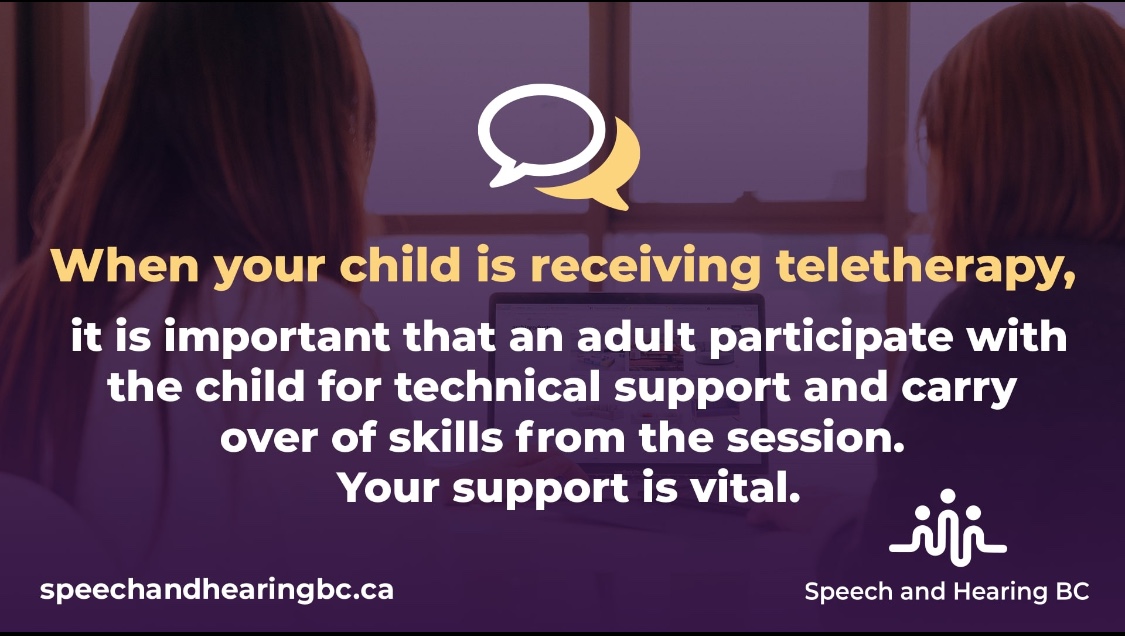 When your child is receiving teletherapy,
it is important that an adult participate with
the child for technical support and carry
over of skills from the session.
Your support is vital.
speechandhearingbc.ca
Speech and Hearing BC